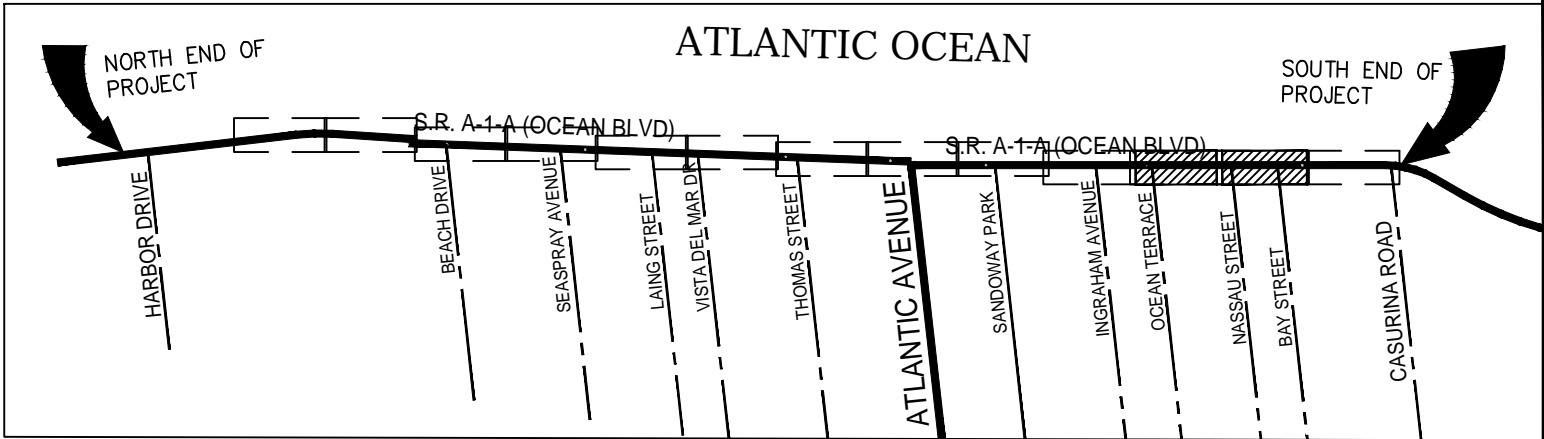 ATLANTIC OCEAN
NORTH END OF
PROJECT
SOUTH END OF
PROJECT
S.R. A-1-A (OCEAN BLVD)
S.R. A-1-A (OCEAN BLVD)
HARBOR DRIVE
BEACH DRIVE
SEASPRAY AVENUE
LAING STREET
VISTA DEL MAR DR.
THOMAS STREET
ATLANTIC AVENUE
SANDOWAY PARK
INGRAHAM AVENUE
OCEAN TERRACE
NASSAU STREET
BAY STREET
CASURINA ROAD